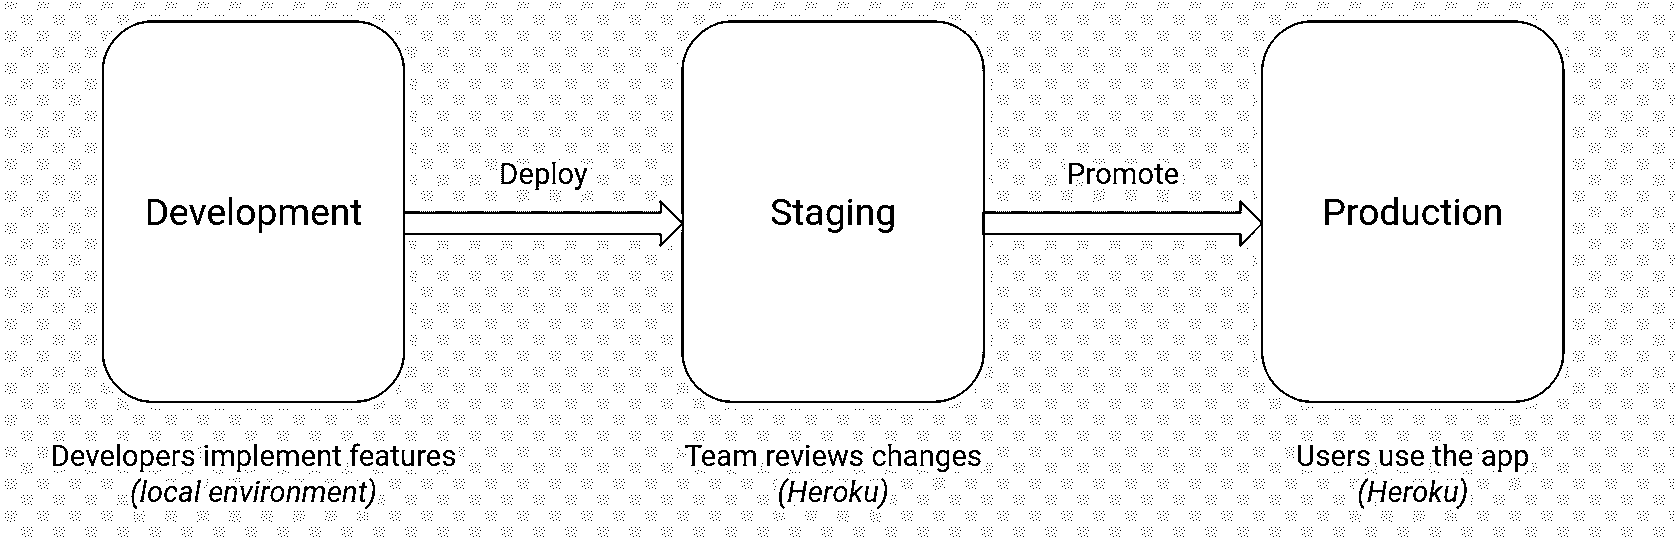 Deploy
Promote
Development
Staging
Production
Developers implement features
(local environment)
Team reviews changes
(Heroku)
Users use the app
(Heroku)